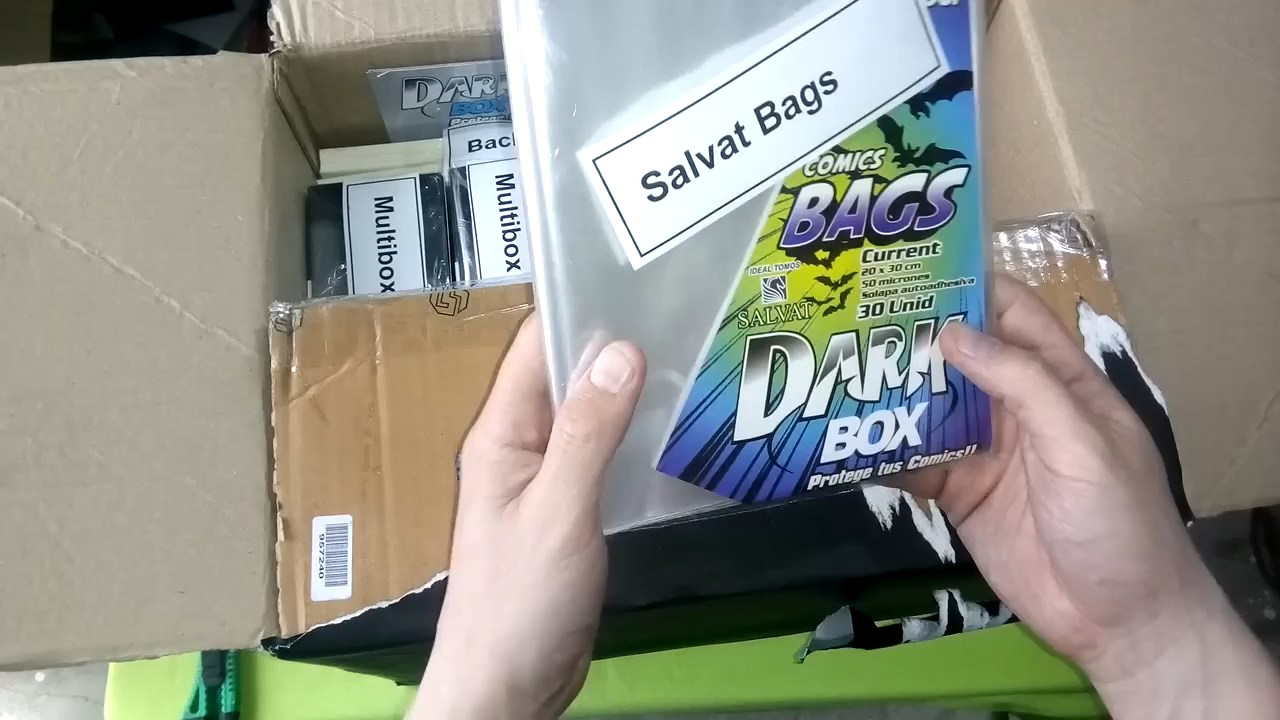 DARK
BOX
Multibox
Multibox
Salvat Bags
COMICS
BAGS
Current
20 x 30 cm
50 micrones
Solapa autoadhesiva
30 Unid
IDEAL TOMOS
SALVAT
DARK
BOX
Protege tus Comics!!
957240